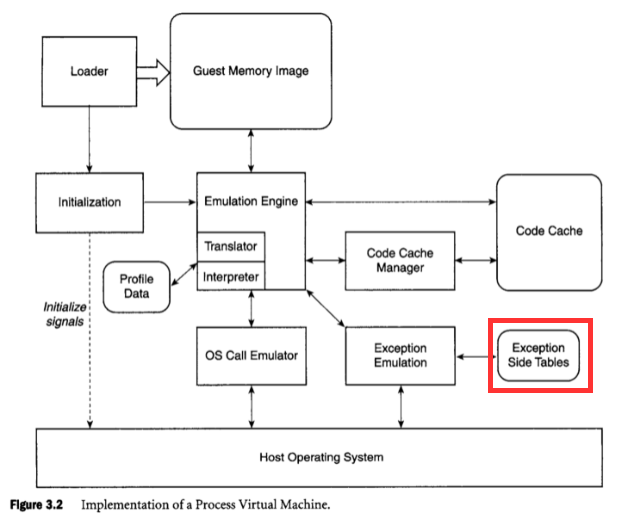 Loader
Guest Memory Image
Initialization
Emulation Engine
Translator
Interpreter
Code Cache
Manager
Code Cache
Profile
Data
Initialize
signals
OS Call Emulator
Exception
Emulation
Exception
Side Tables
Host Operating System
Figure 3.2 Implementation of a Process Virtual Machine.